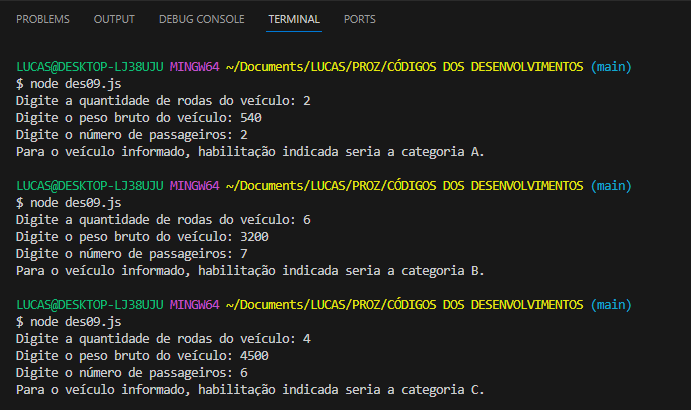 PROBLEMS OUTPUT DEBUG CONSOLE TERMINAL PORTS
LUCAS@DESKTOP-LJ38UJU MINGW64 ~/Documents/LUCAS/PROZ/CÓDIGOS DOS DESENVOLVIMENTOS (main)
$ node des09.js
Digite a quantidade de rodas do veículo: 2
Digite o peso bruto do veículo: 540
Digite o número de passageiros: 2
Para o veículo informado, habilitação indicada seria a categoria A.
LUCAS@DESKTOP-LJ38UJU MINGW64 ~/Documents/LUCAS/PROZ/CÓDIGOS DOS DESENVOLVIMENTOS (main)
$ node des09.js
Digite a quantidade de rodas do veículo: 6
Digite o peso bruto do veículo: 3200
Digite o número de passageiros: 7
Para o veículo informado, habilitação indicada seria a categoria B.
LUCAS@DESKTOP-LJ38UJU MINGW64 ~/Documents/LUCAS/PROZ/CÓDIGOS DOS DESENVOLVIMENTOS (main)
$ node des09.js
Digite a quantidade de rodas do veículo: 4
Digite o peso bruto do veículo: 4500
Digite o número de passageiros: 6
Para o veículo informado, habilitação indicada seria a categoria C.